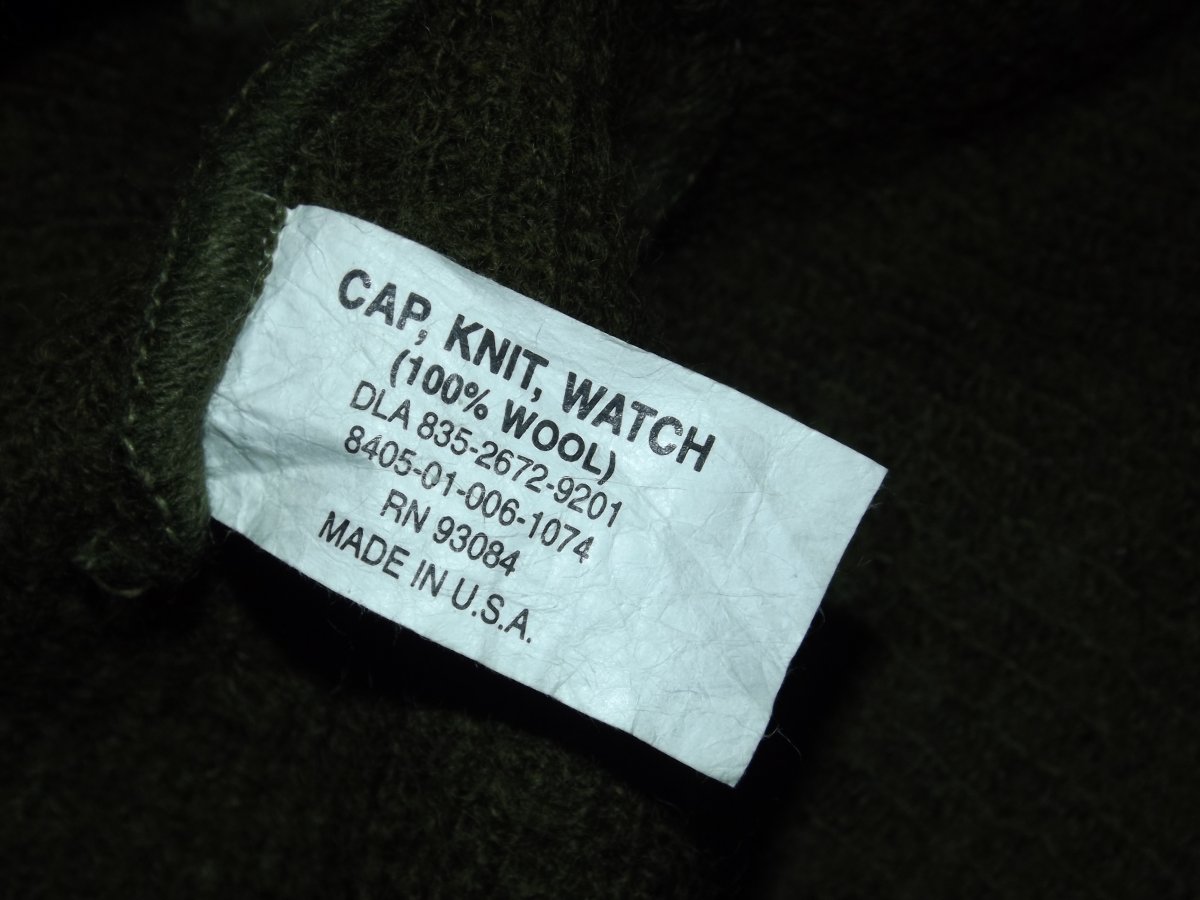 CAP, KNIT, WATCH
(100% WOOL)
DLA 835-2672-9201
8405-01-006-1074
RN 93084
MADE IN U.S.A.